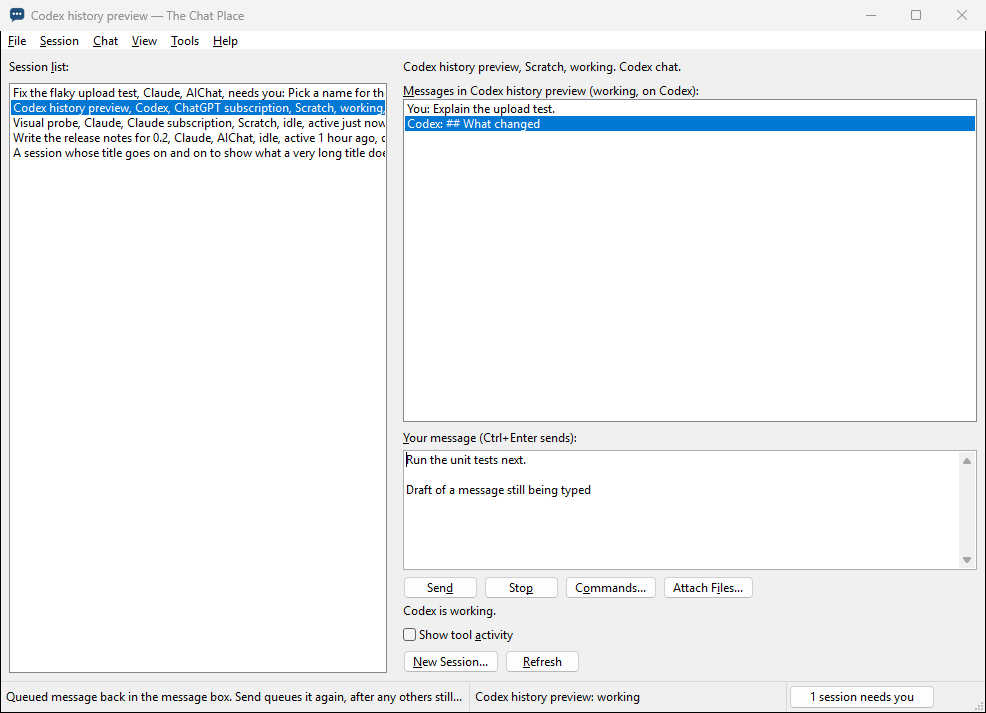 Codex history preview — The Chat Place
File Session Chat View Tools Help
Session list:
Fix the flaky upload test, Claude, AIChat, needs you: Pick a name for th
Codex history preview, Codex, ChatGPT subscription, Scratch, working,
Visual probe, Claude, Claude subscription, Scratch, idle, active just now
Write the release notes for 0.2, Claude, AIChat, idle, active 1 hour ago, c
A session whose title goes on and on to show what a very long title doe
Codex history preview, Scratch, working. Codex chat.
Messages in Codex history preview (working, on Codex):
You: Explain the upload test.
Codex: ## What changed
Your message (Ctrl+Enter sends):
Run the unit tests next.
Draft of a message still being typed
Send Stop Commands... Attach Files...
Codex is working.
Show tool activity
New Session... Refresh
Queued message back in the message box. Send queues it again, after any others still... Codex history preview: working 1 session needs you